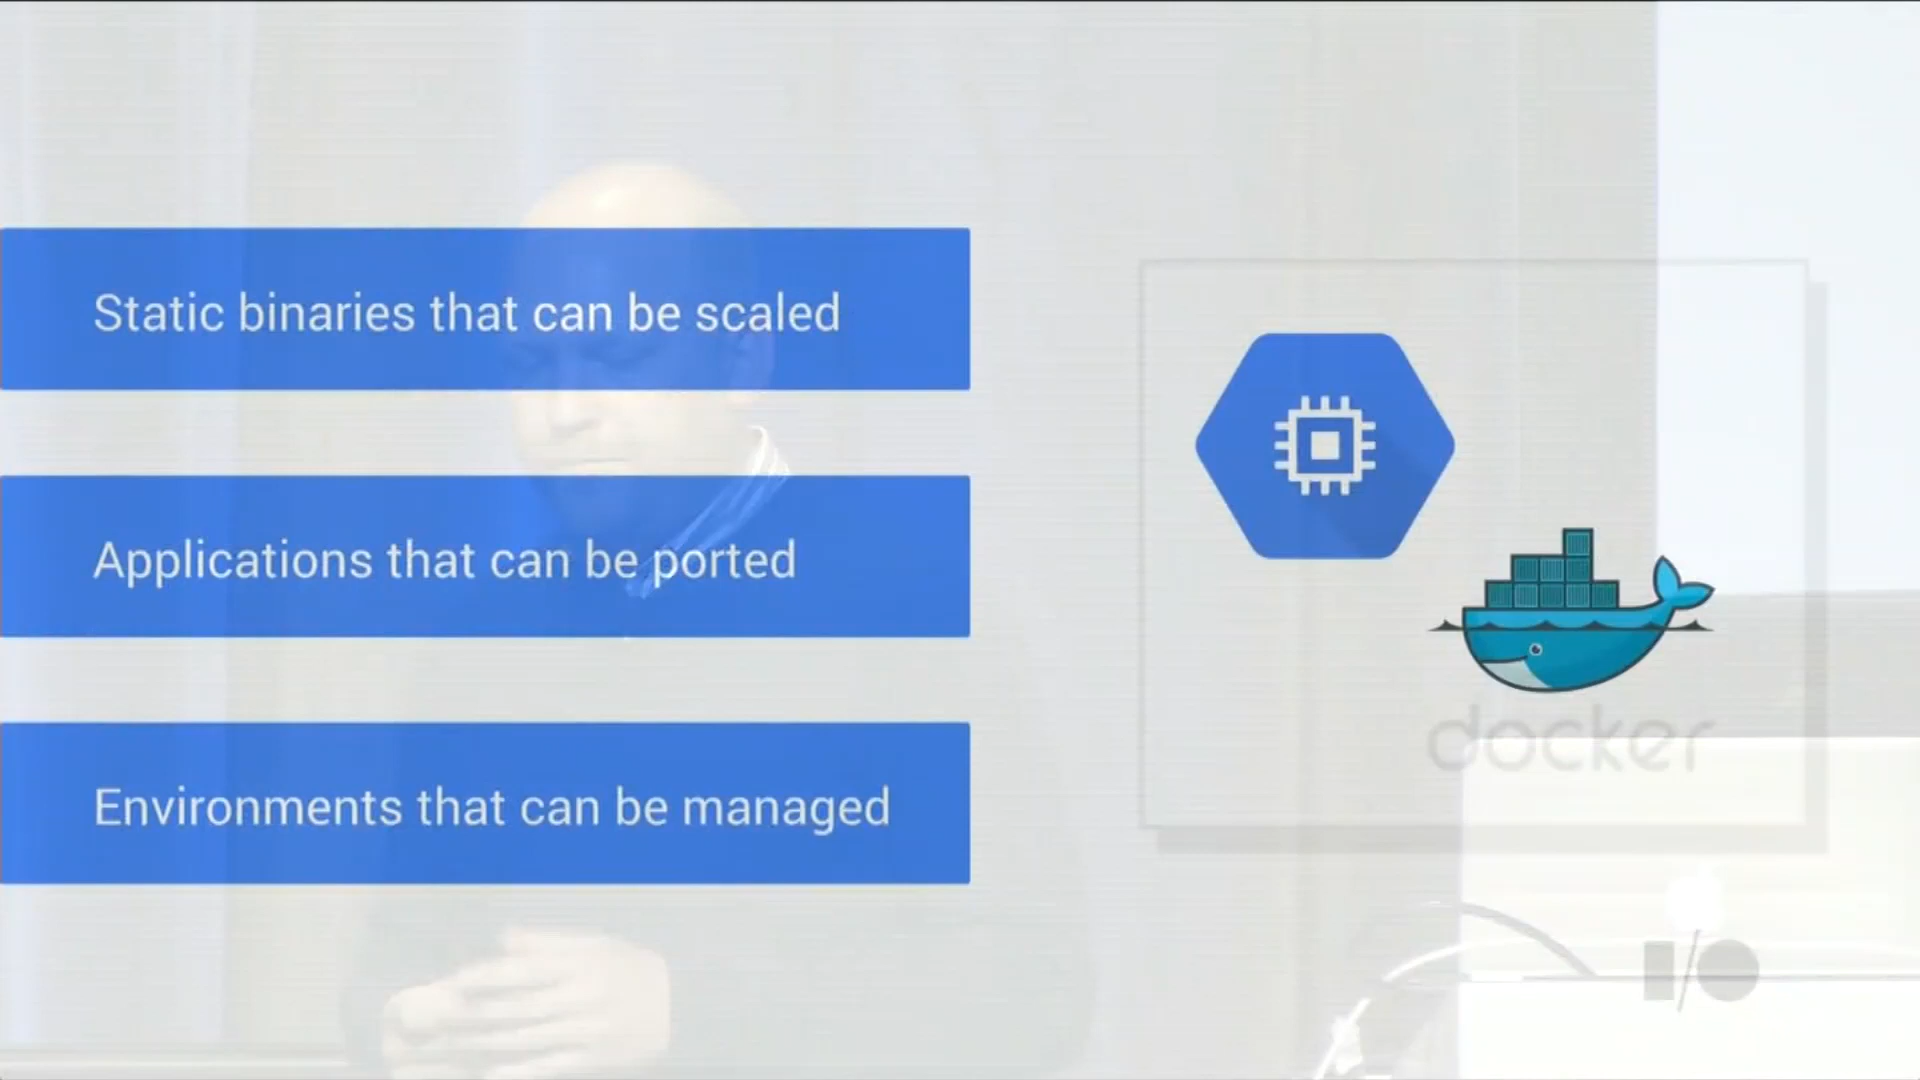 Static binaries that can be scaled
Applications that can be ported
Environments that can be managed
docker
I/O